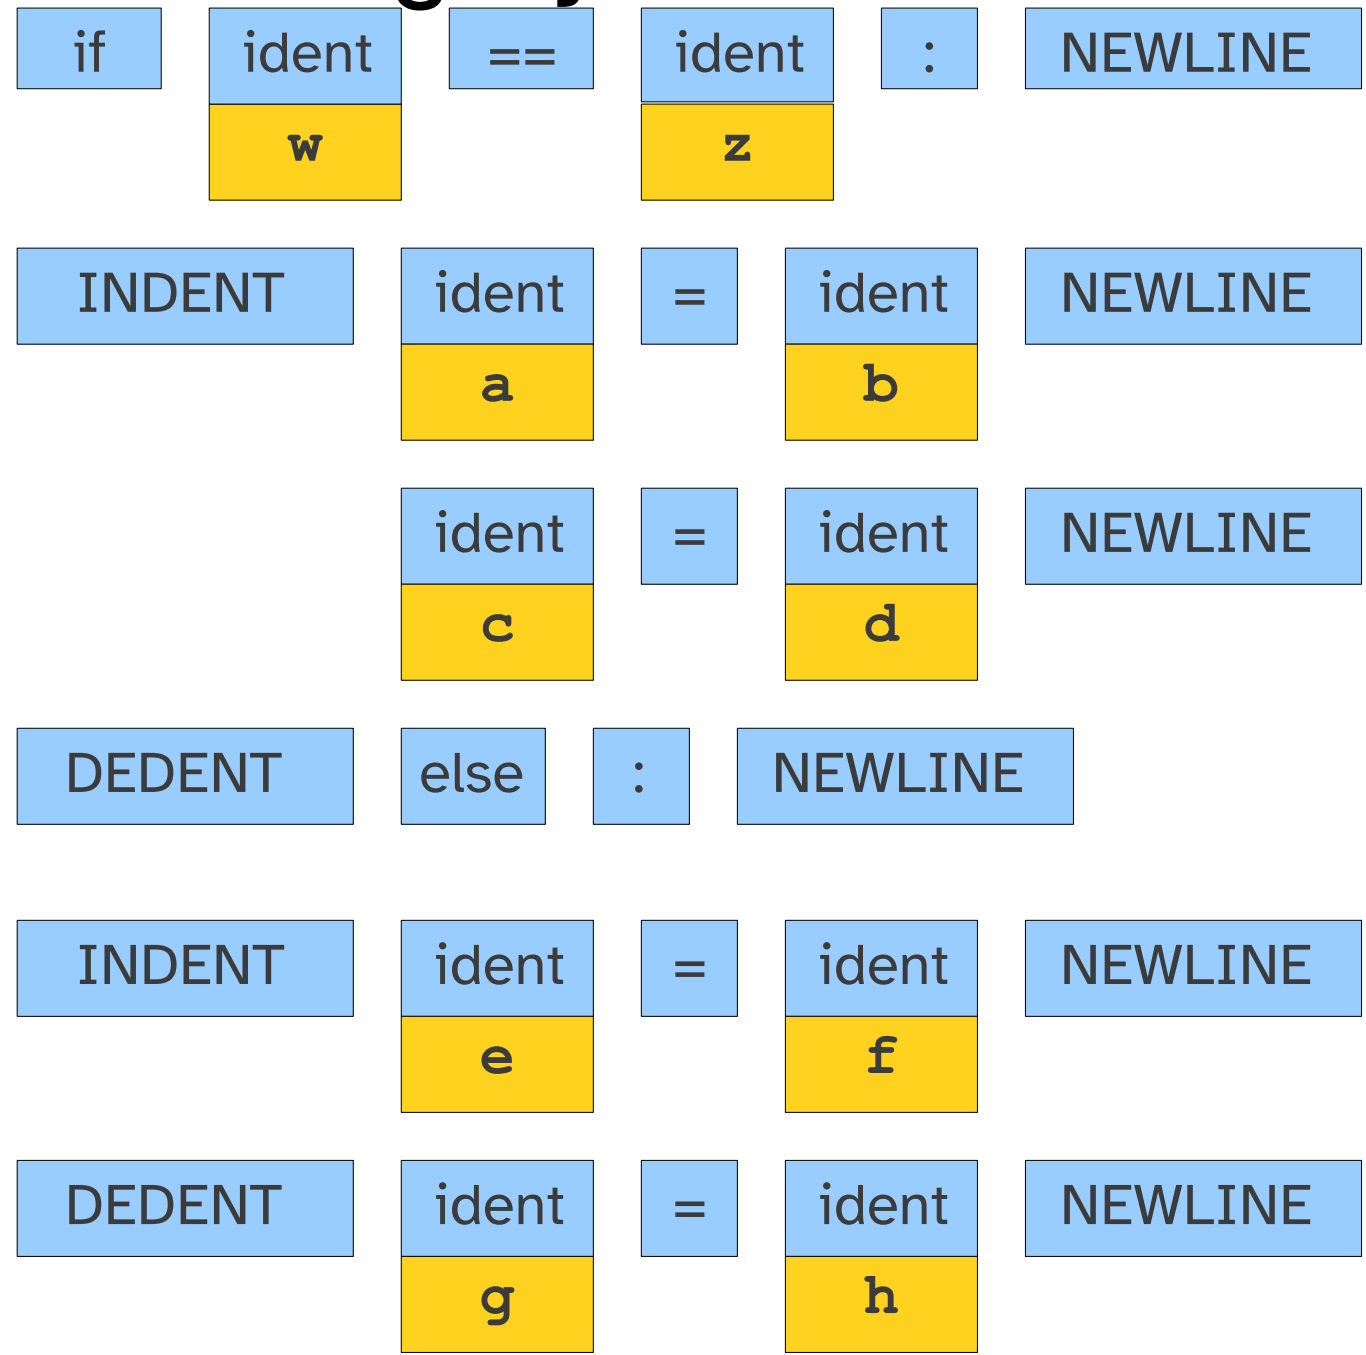 if ident == ident : NEWLINE
w z
INDENT ident = ident NEWLINE
a b
ident = ident NEWLINE
c d
DEDENT else : NEWLINE
INDENT ident = ident NEWLINE
e f
DEDENT ident = ident NEWLINE
g h